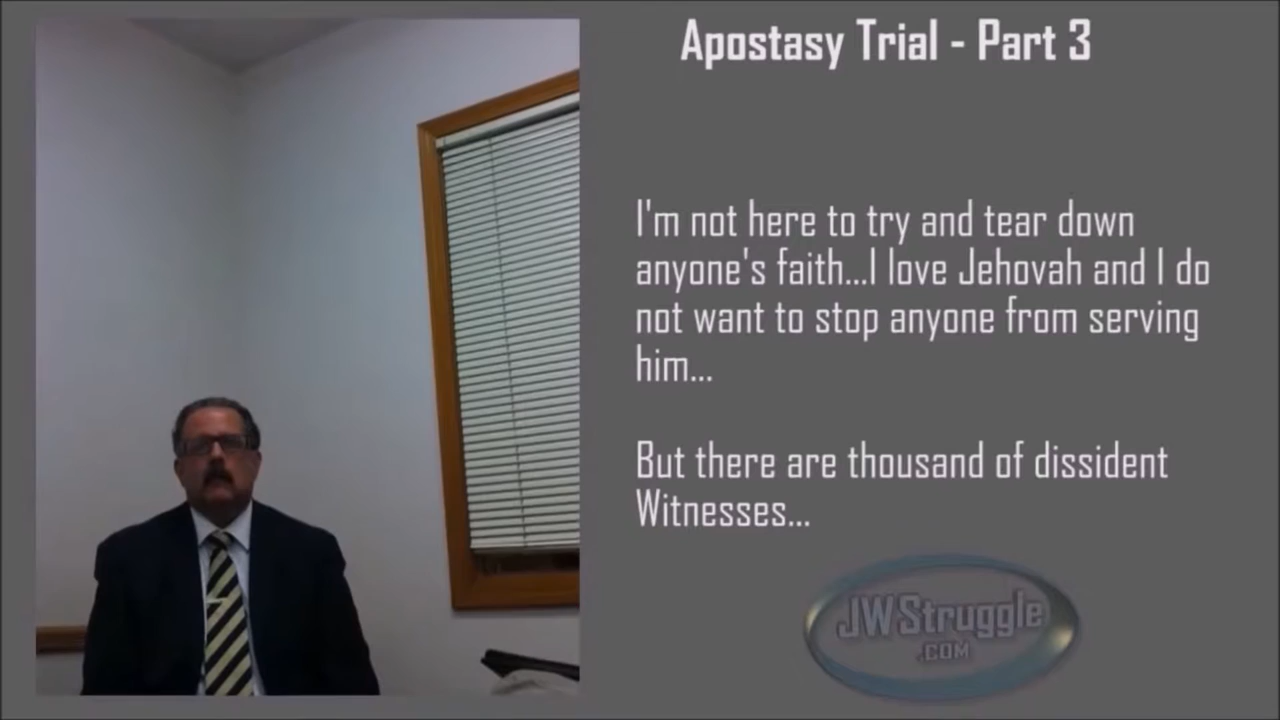 Apostasy Trial - Part 3
I'm not here to try and tear down
anyone's faith...I love Jehovah and I do
not want to stop anyone from serving
him...
But there are thousand of dissident
Witnesses...
JWStruggle
.COM